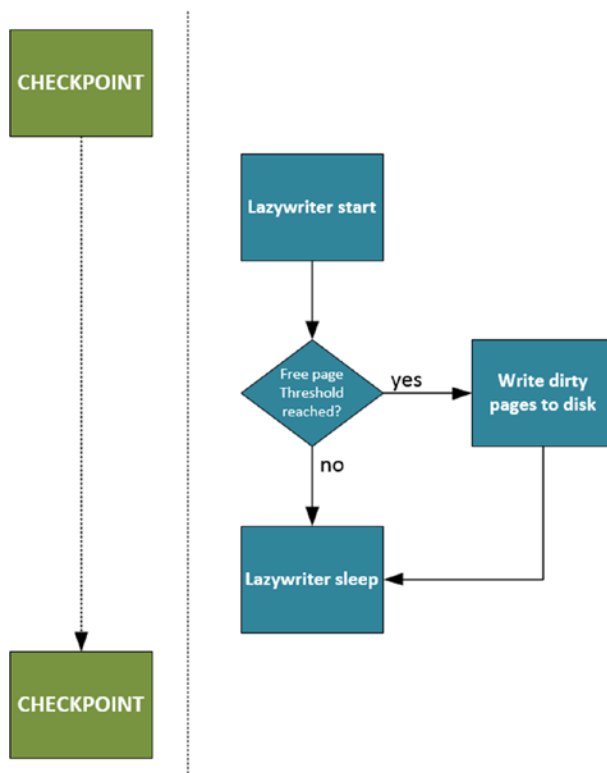 CHECKPOINT
Lazywriter start
Free page
Threshold
reached?
yes
Write dirty
pages to disk
no
Lazywriter sleep
CHECKPOINT